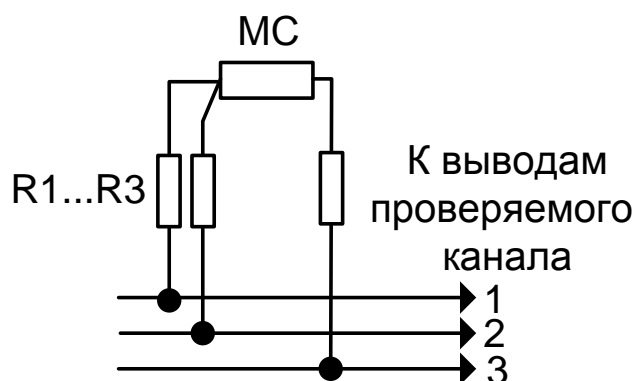 МС
R1...R3
К выводам
проверяемого
канала
1
2
3